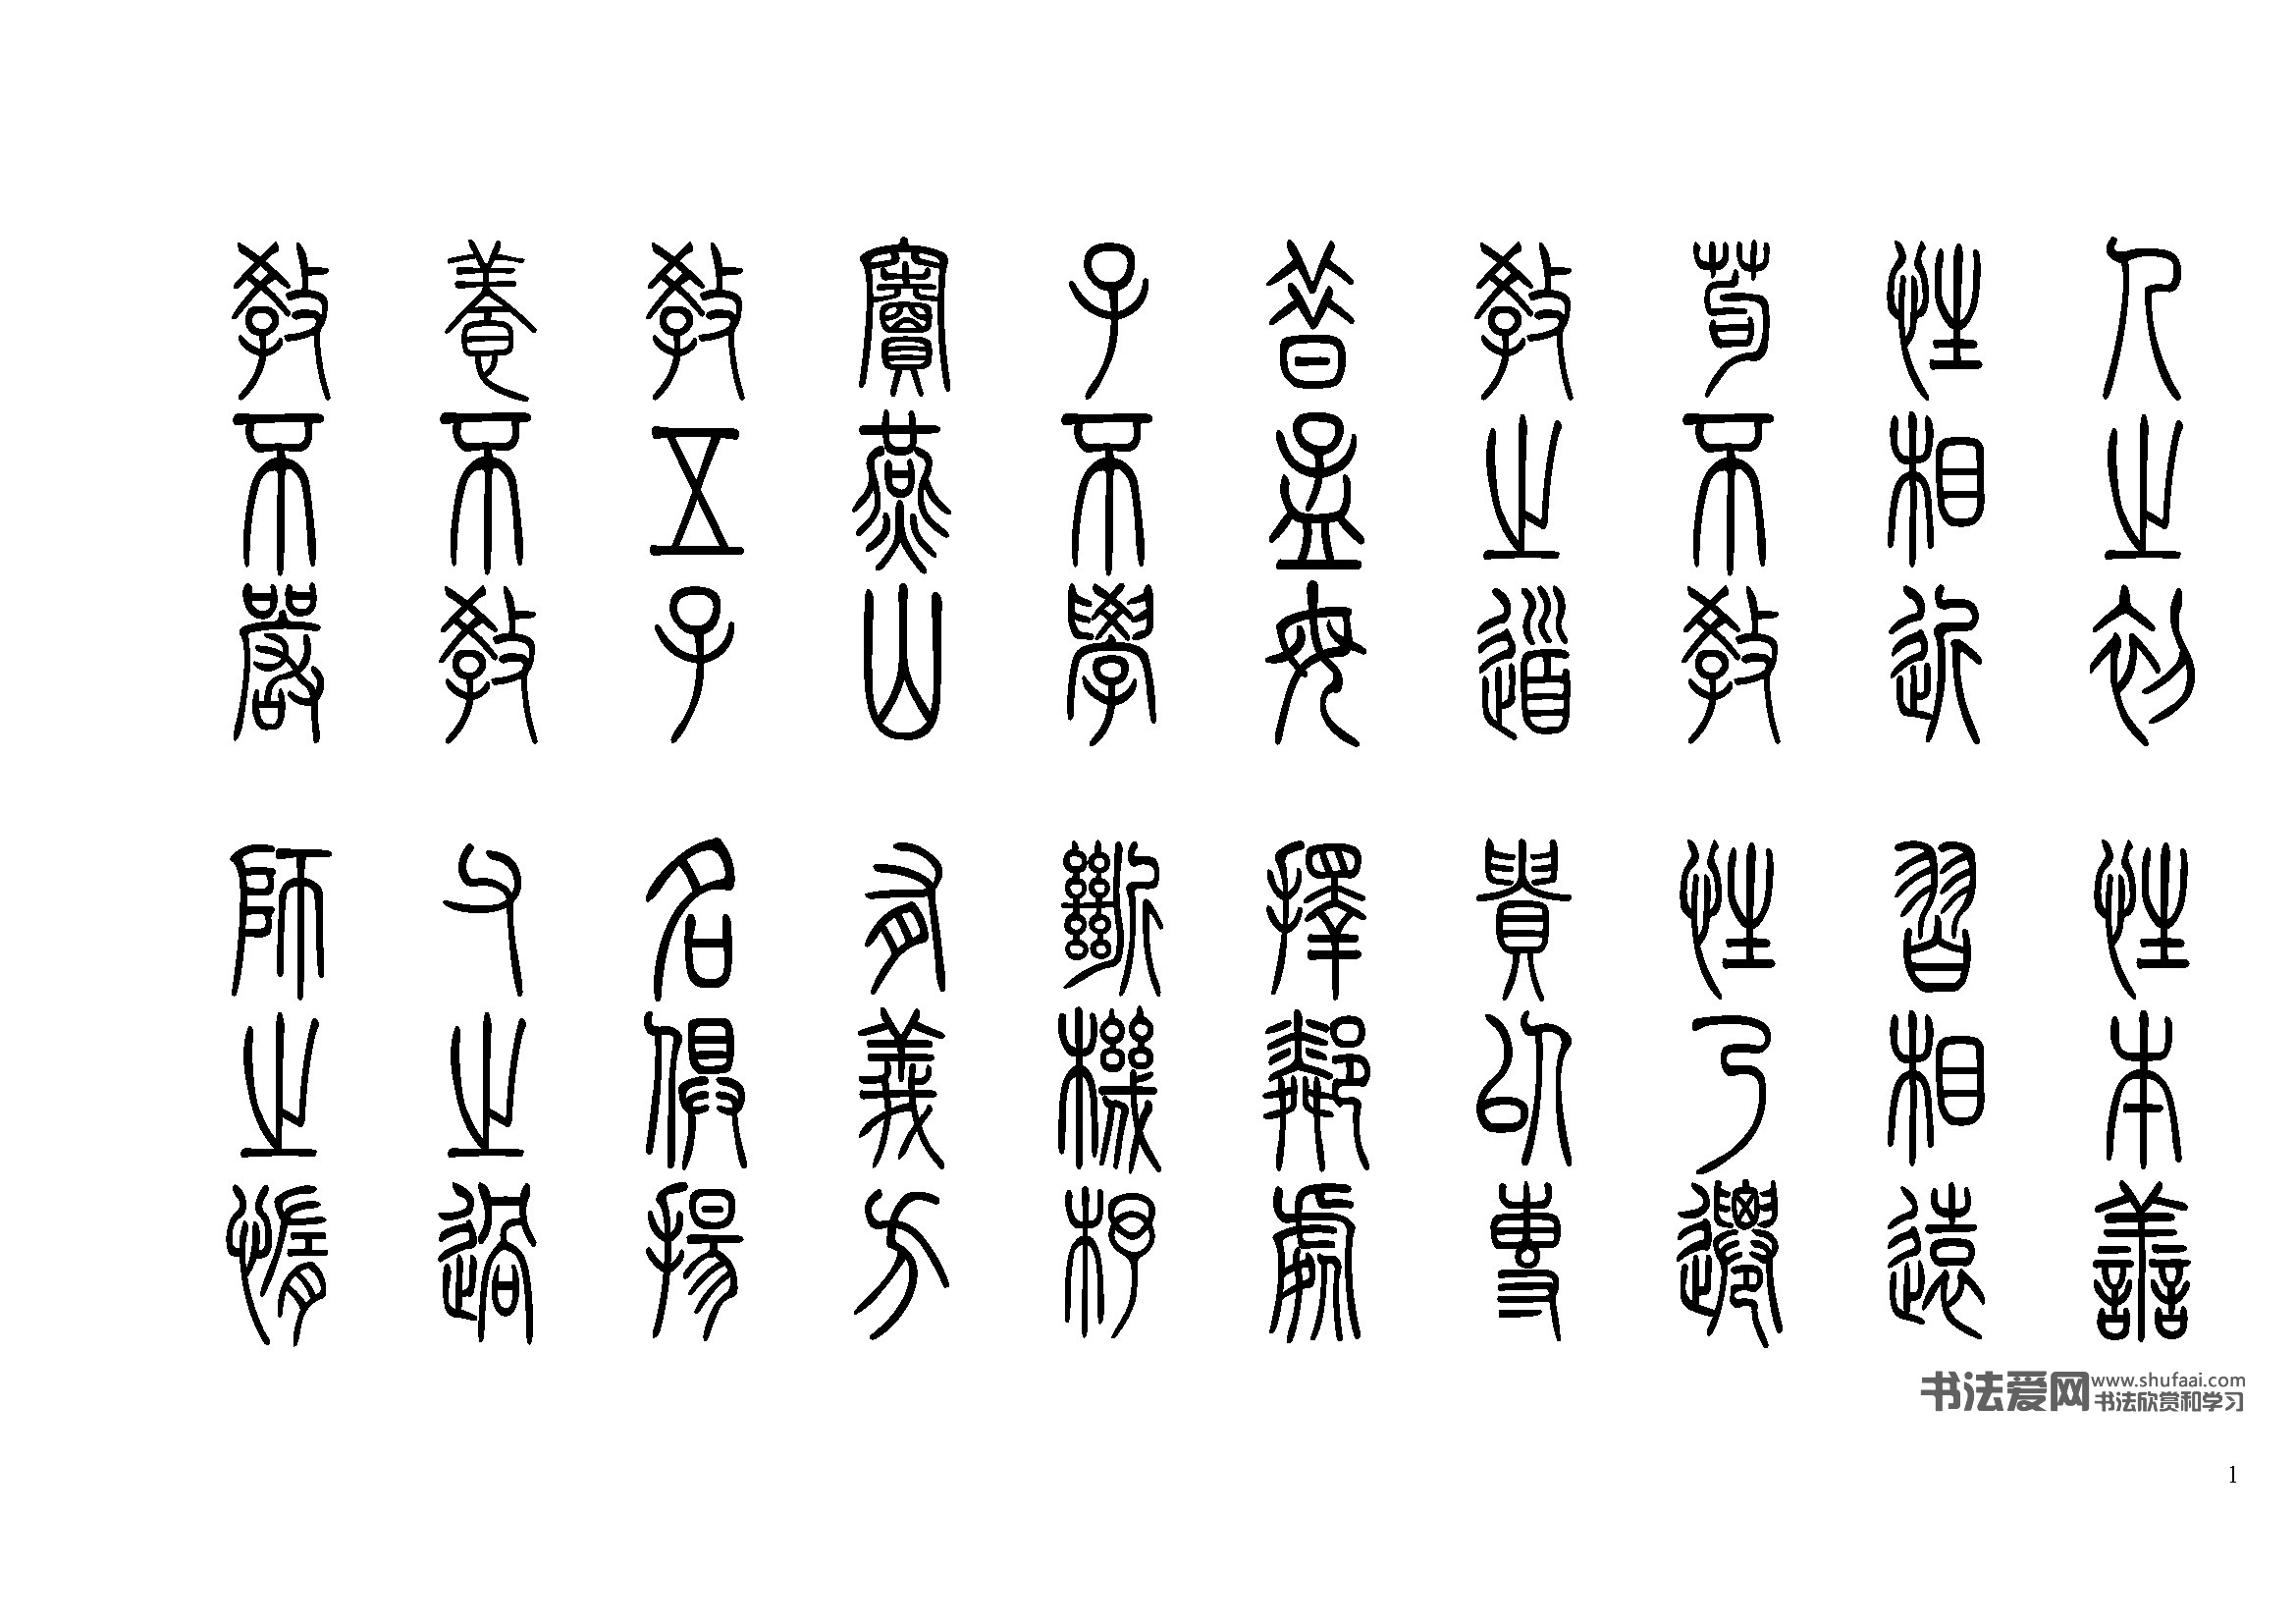 人之初 性本善
性相近 習相遠
苟不教 性乃遷
教之道 貴以專
昔孟母 擇鄰處
子不學 斷機杼
竇燕山 有義方
教五子 名俱揚
養不教 父之過
教不嚴 師之惰
书法爱网 www.shufaai.com
书法欣赏和学习
1